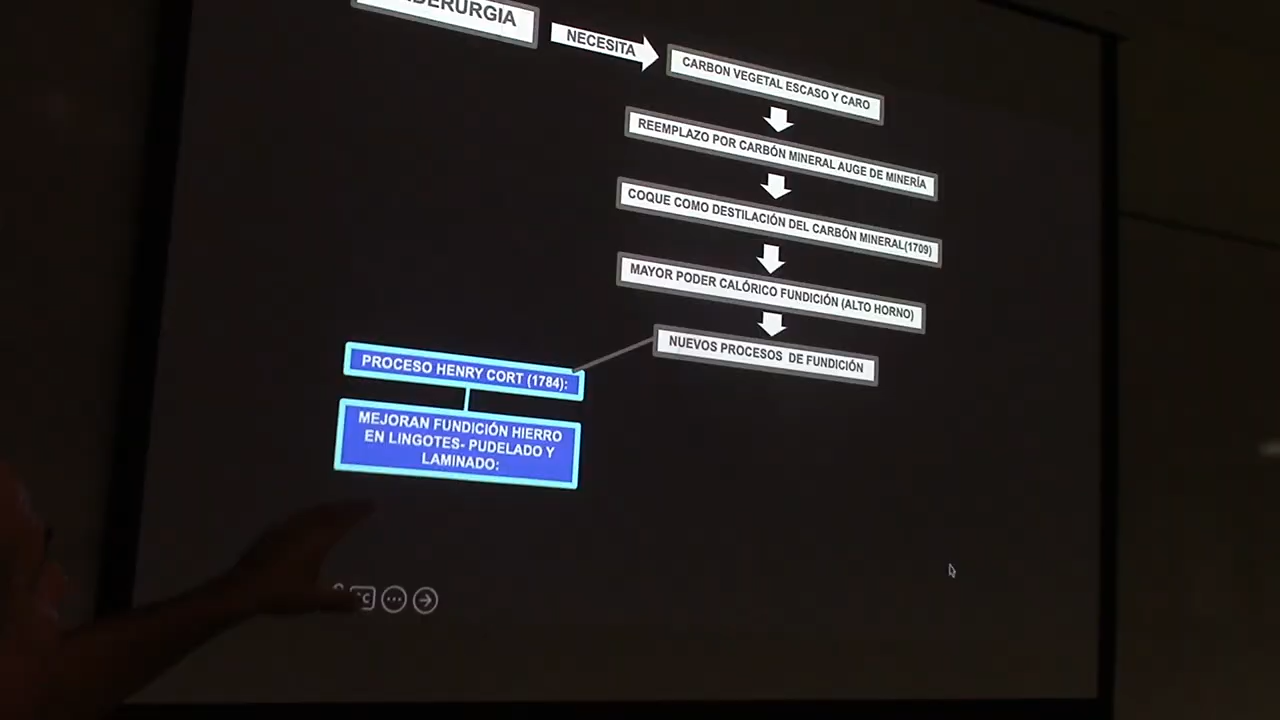 NECESITA
CARBON VEGETAL ESCASO Y CARO
REEMPLAZO POR CARBÓN MINERAL AUGE DE MINERÍA
COQUE COMO DESTILACIÓN DEL CARBÓN MINERAL(1709)
MAYOR PODER CALÓRICO FUNDICIÓN (ALTO HORNO)
NUEVOS PROCESOS DE FUNDICIÓN
PROCESO HENRY CORT (1784):
MEJORAN FUNDICIÓN HIERRO
EN LINGOTES- PUDELADO Y
LAMINADO: